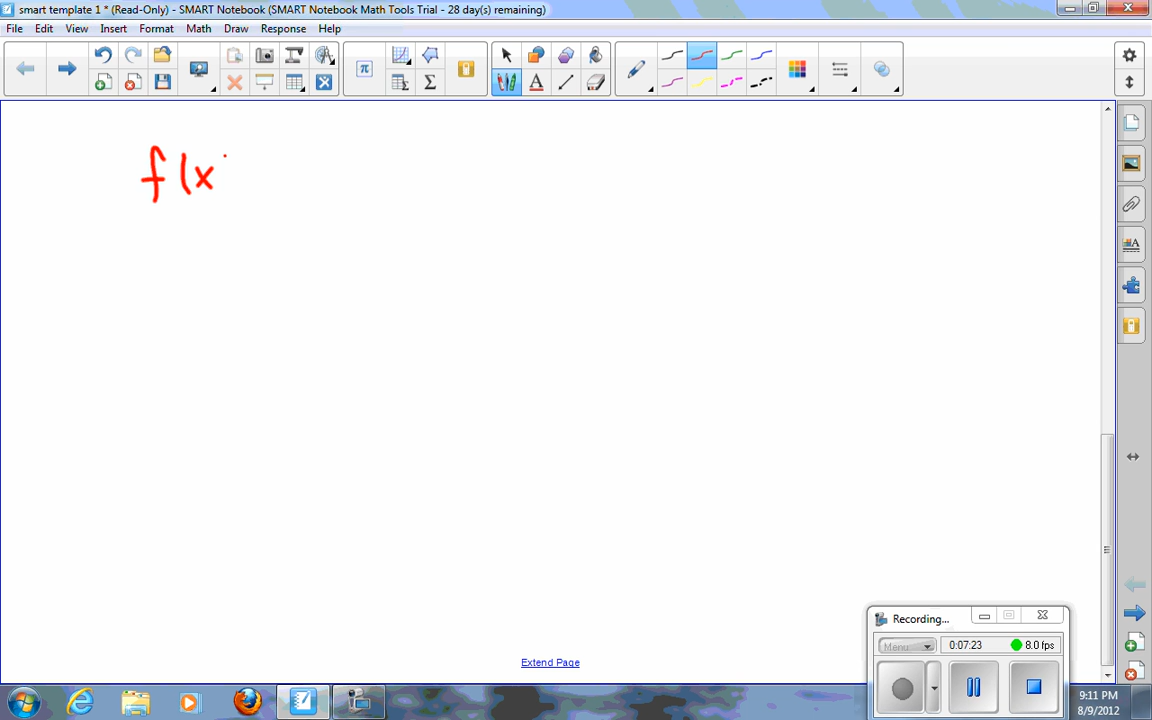 smart template 1 * (Read-Only) - SMART Notebook (SMART Notebook Math Tools Trial - 28 day(s) remaining)
File Edit View Insert Format Math Draw Response Help
π
Σ
A
f(x
Extend Page
Recording...
Menu 0:07:23 8.0 fps
9:11 PM
8/9/2012